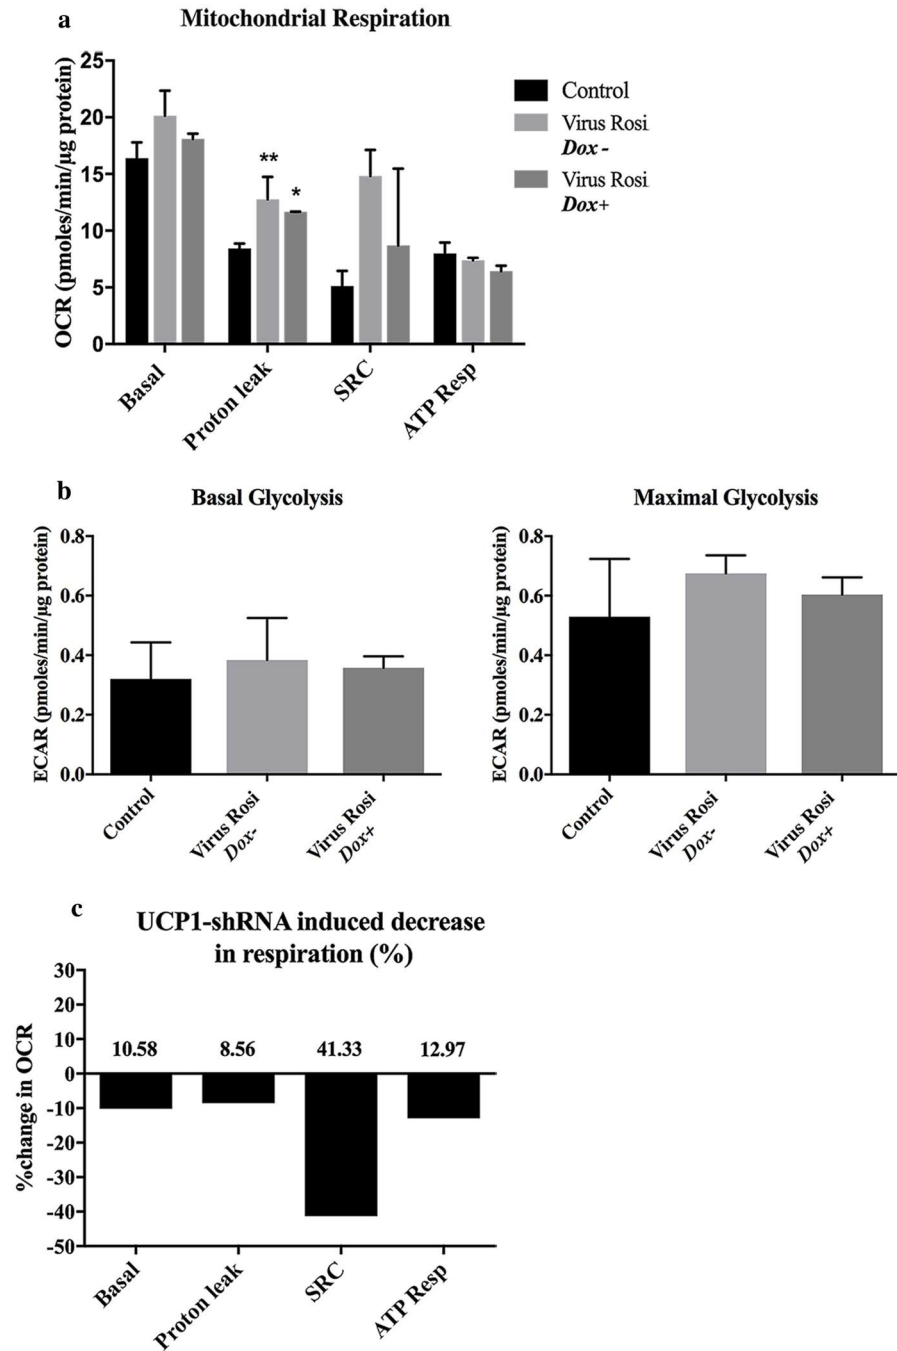 a
Mitochondrial Respiration
OCR (pmoles/min/µg protein)
25
20
15
10
5
0
**
*
Basal
Proton leak
SRC
ATP Resp
Control
Virus Rosi
Dox -
Virus Rosi
Dox+
b
Basal Glycolysis
ECAR (pmoles/min/µg protein)
0.8
0.6
0.4
0.2
0.0
Control
Virus Rosi
Dox-
Virus Rosi
Dox+
Maximal Glycolysis
ECAR (pmoles/min/µg protein)
0.8
0.6
0.4
0.2
0.0
Control
Virus Rosi
Dox-
Virus Rosi
Dox+
c
UCP1-shRNA induced decrease
in respiration (%)
%change in OCR
30
20
10
0
-10
-20
-30
-40
-50
10.58
8.56
41.33
12.97
Basal
Proton leak
SRC
ATP Resp